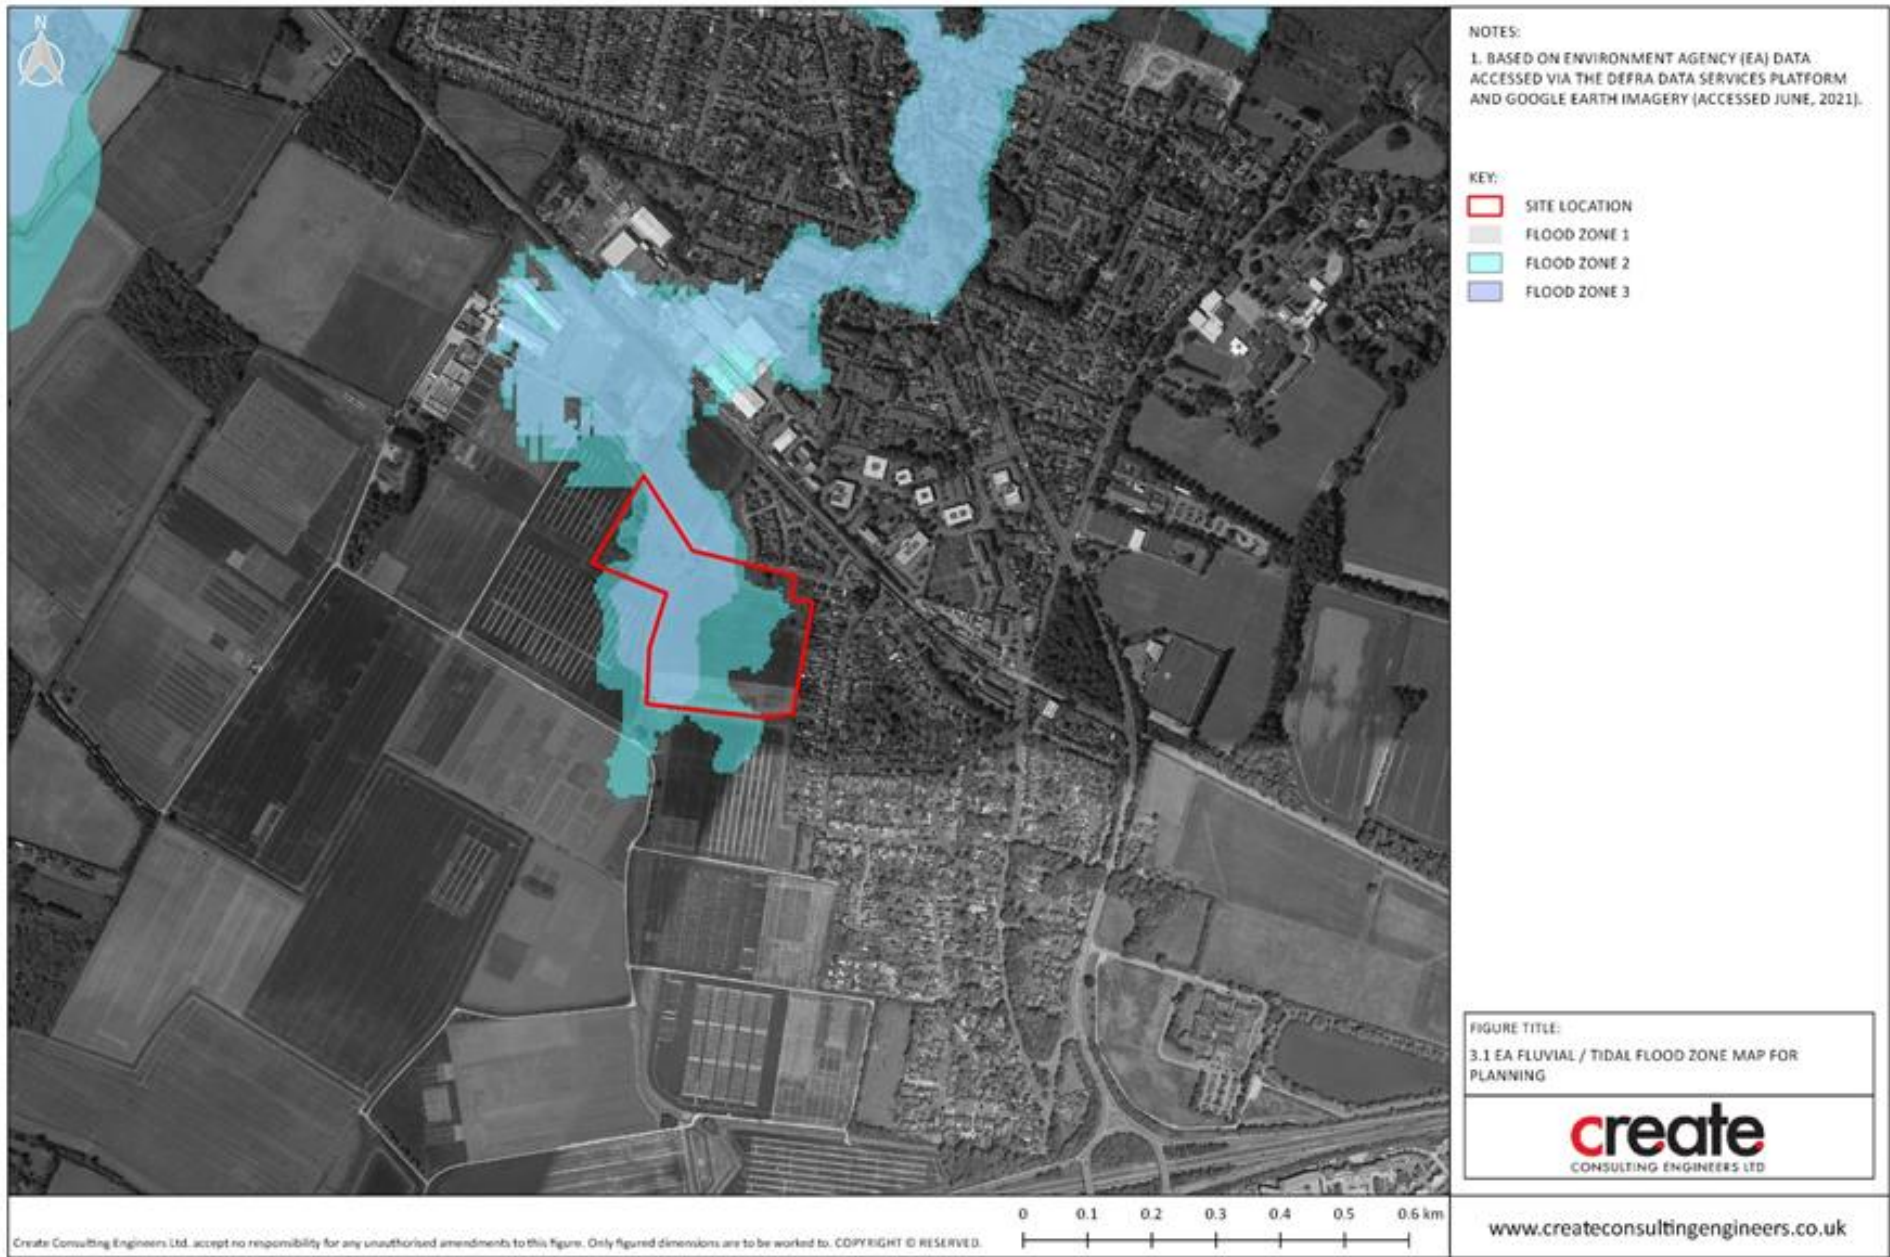 N
NOTES:
1. BASED ON ENVIRONMENT AGENCY (EA) DATA
ACCESSED VIA THE DEFRA DATA SERVICES PLATFORM
AND GOOGLE EARTH IMAGERY (ACCESSED JUNE, 2021).
KEY:
SITE LOCATION
FLOOD ZONE 1
FLOOD ZONE 2
FLOOD ZONE 3
FIGURE TITLE:
3.1 EA FLUVIAL / TIDAL FLOOD ZONE MAP FOR
PLANNING
create
CONSULTING ENGINEERS LTD
Create Consulting Engineers Ltd. accept no responsibility for any unauthorised amendments to this figure. Only figured dimensions are to be worked to. COPYRIGHT © RESERVED.
0 0.1 0.2 0.3 0.4 0.5 0.6 km
www.createconsultingengineers.co.uk